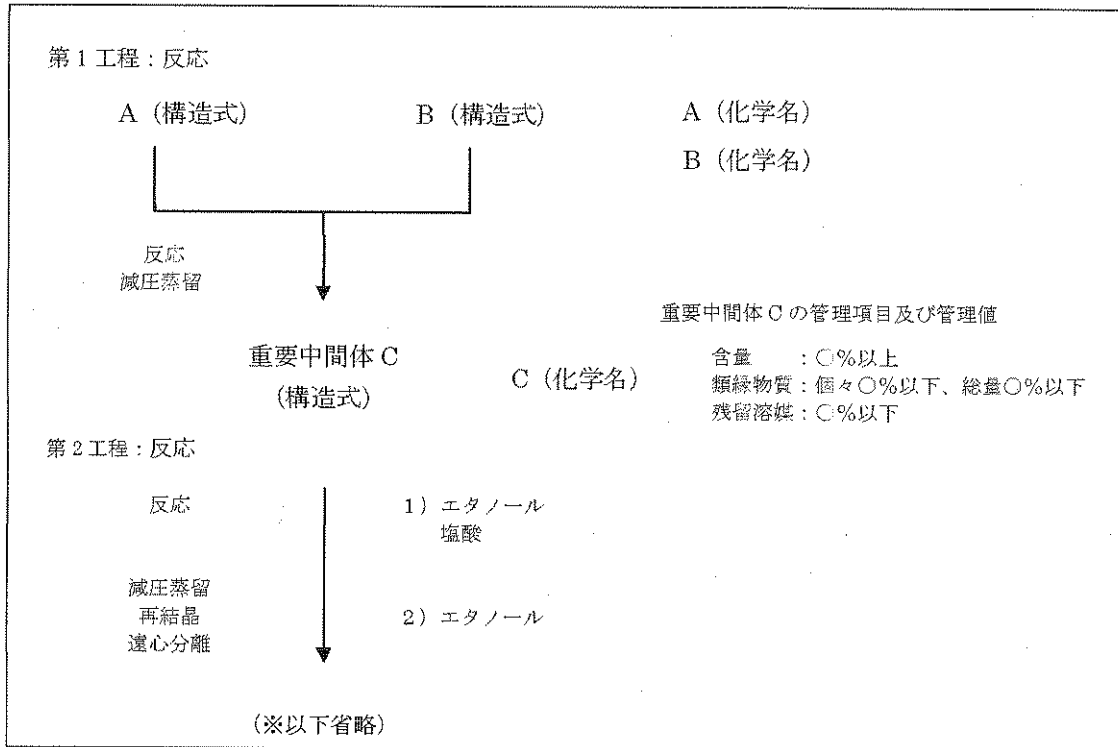 第1工程：反応
A（構造式）
B（構造式）
A（化学名）
B（化学名）
反応
減圧蒸留
重要中間体Cの管理項目及び管理値
重要中間体C
（構造式）
C（化学名）
含量　　：○%以上
類縁物質：個々○%以下、総量○%以下
残留溶媒：○%以下
第2工程：反応
反応
1）エタノール
塩酸
減圧蒸留
再結晶
遠心分離
2）エタノール
（※以下省略）